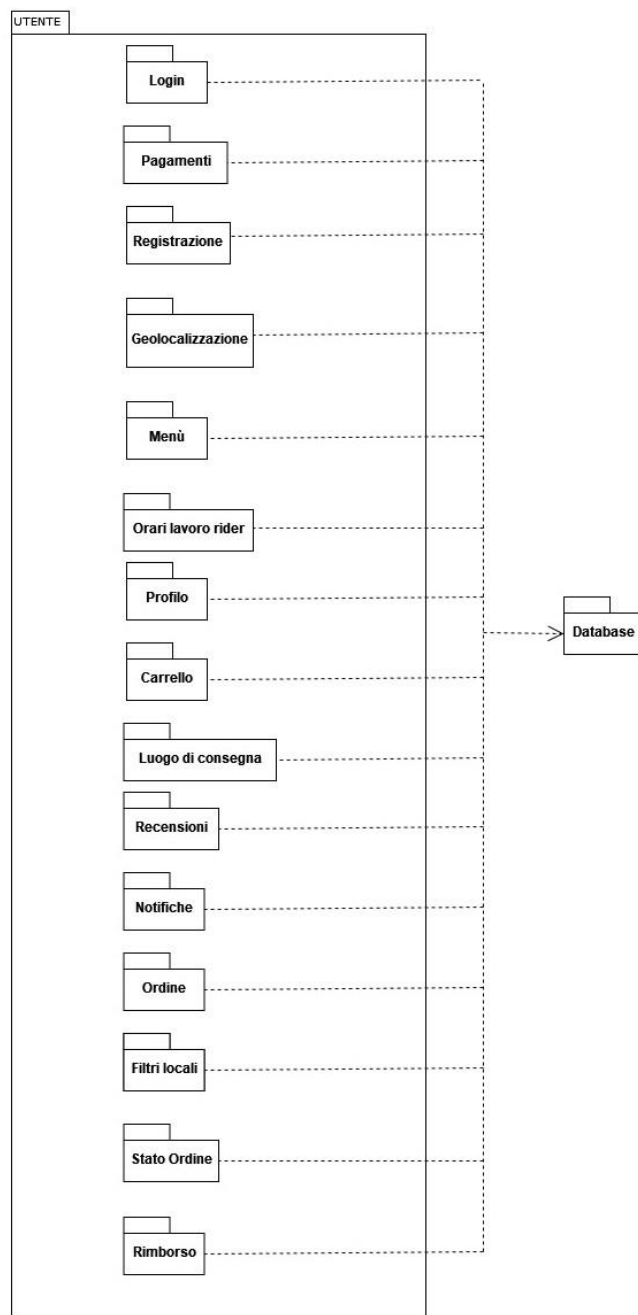 UTENTE
Login
Pagamenti
Registrazione
Geolocalizzazione
Menù
Orari lavoro rider
Profilo
Database
Carrello
Luogo di consegna
Recensioni
Notifiche
Ordine
Filtri locali
Stato Ordine
Rimborso